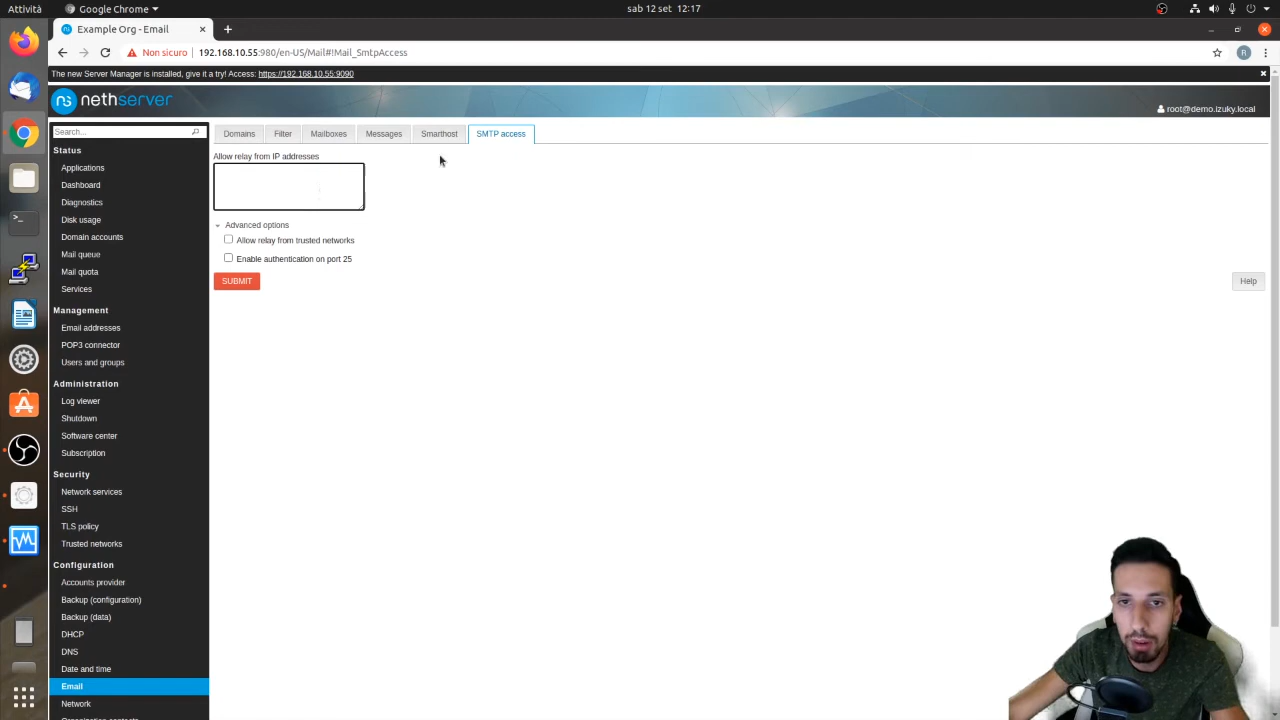 Attività
Google Chrome
sab 12 set 12:17
Example Org - Email
Non sicuro
192.168.10.55:980/en-US/Mail#!Mail_SmtpAccess
R
The new Server Manager is installed, give it a try! Access: https://192.168.10.55:9090
ns nethserver
root@demo.izuky.local
Search...
Domains
Filter
Mailboxes
Messages
Smarthost
SMTP access
Status
Applications
Dashboard
Diagnostics
Disk usage
Domain accounts
Mail queue
Mail quota
Services
Management
Email addresses
POP3 connector
Users and groups
Administration
Log viewer
Shutdown
Software center
Subscription
Security
Network services
SSH
TLS policy
Trusted networks
Configuration
Accounts provider
Backup (configuration)
Backup (data)
DHCP
DNS
Date and time
Email
Network
Organization contacts
Allow relay from IP addresses
Advanced options
Allow relay from trusted networks
Enable authentication on port 25
SUBMIT
Help